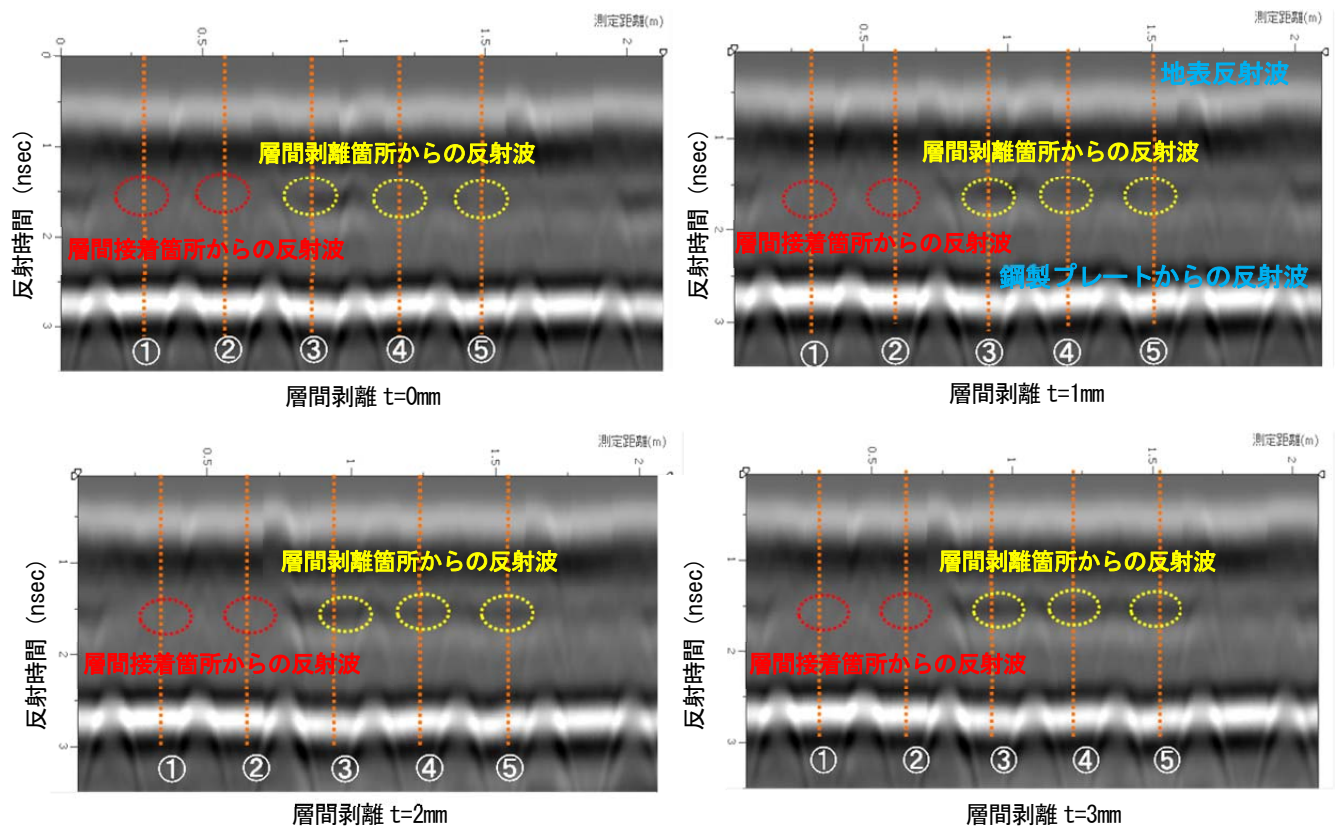 測定距離(m)
0
0.5
1
1.5
2
0
1
2
3
反射時間 (nsec)
層間剥離箇所からの反射波
層間接着箇所からの反射波
①
②
③
④
⑤
層間剥離 t=0mm
測定距離(m)
0.5
1
1.5
2
1
2
3
反射時間 (nsec)
地表反射波
層間剥離箇所からの反射波
層間接着箇所からの反射波
鋼製プレートからの反射波
①
②
③
④
⑤
層間剥離 t=1mm
測定距離(m)
0.5
1
1.5
2
1
2
3
反射時間 (nsec)
層間剥離箇所からの反射波
層間接着箇所からの反射波
①
②
③
④
⑤
層間剥離 t=2mm
測定距離(m)
0.5
1
1.5
2
1
2
3
反射時間 (nsec)
層間剥離箇所からの反射波
層間接着箇所からの反射波
①
②
③
④
⑤
層間剥離 t=3mm